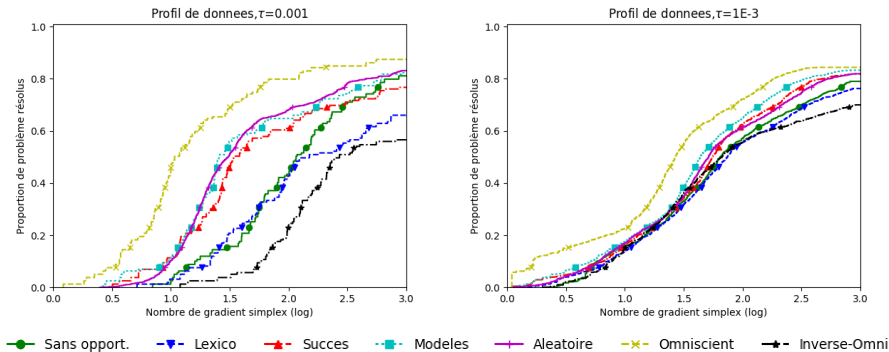 Profil de donnees,τ=0.001
Proportion de problème résolus
1.0
0.8
0.6
0.4
0.2
0.0
0.0 0.5 1.0 1.5 2.0 2.5 3.0
Nombre de gradient simplex (log)
Profil de donnees,τ=1E-3
Proportion de problème résolus
1.0
0.8
0.6
0.4
0.2
0.0
0.0 0.5 1.0 1.5 2.0 2.5 3.0
Nombre de gradient simplex (log)
Sans opport. Lexico Succes Modeles Aleatoire Omniscient Inverse-Omni